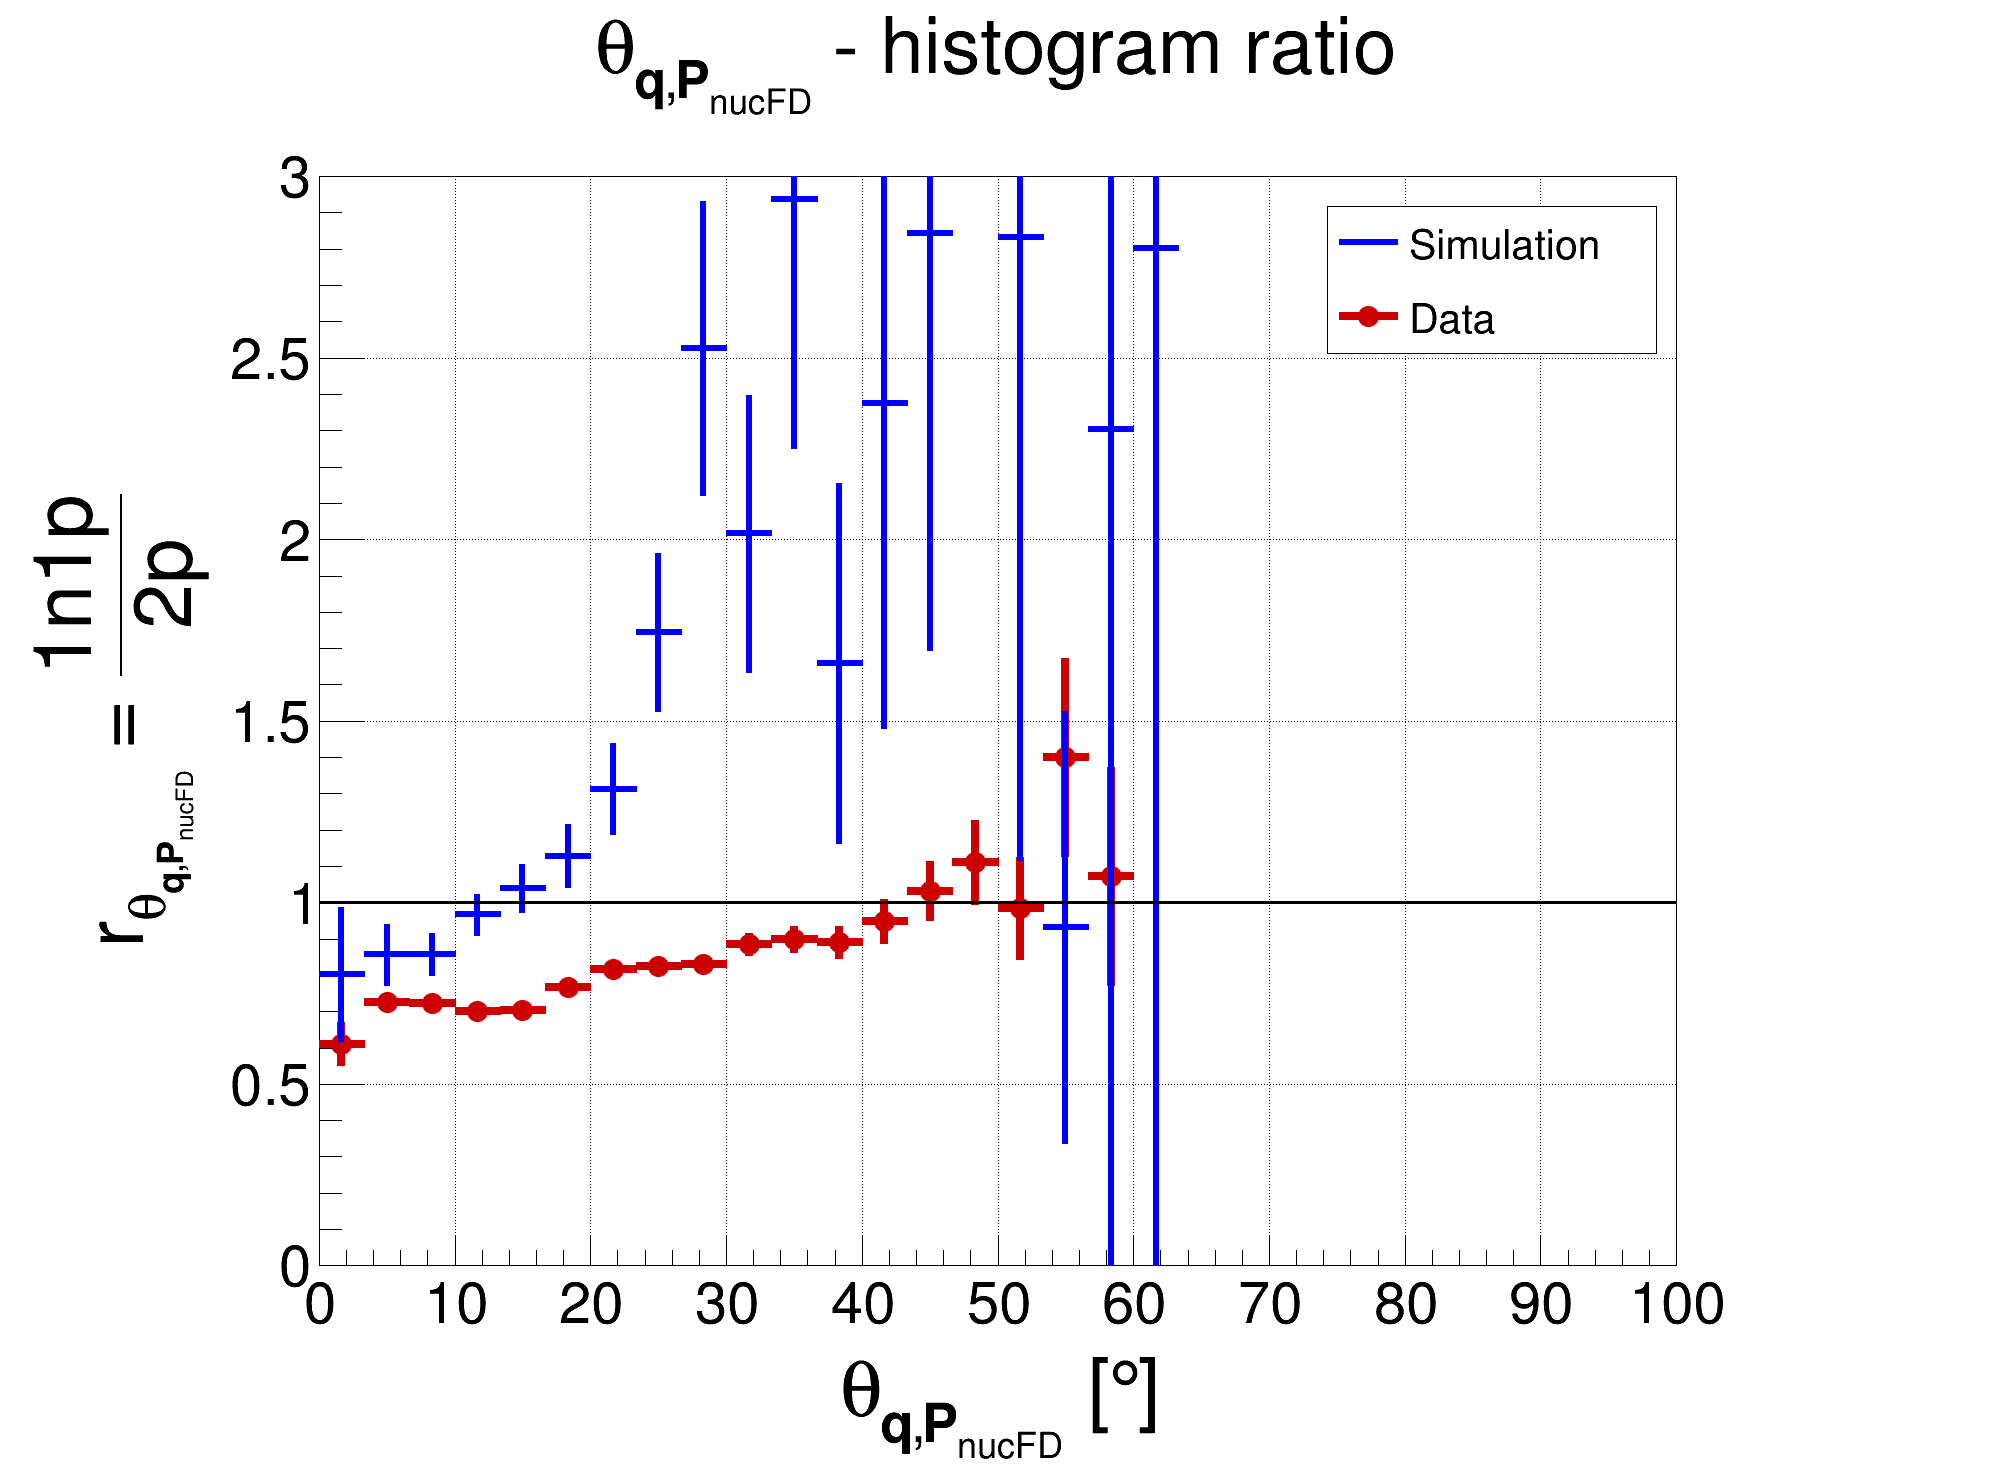 θq,PnucFD - histogram ratio
rθq,PnucFD = 1n1p/2p
3
2.5
2
1.5
1
0.5
0
Simulation
Data
0 10 20 30 40 50 60 70 80 90 100
θq,PnucFD [°]